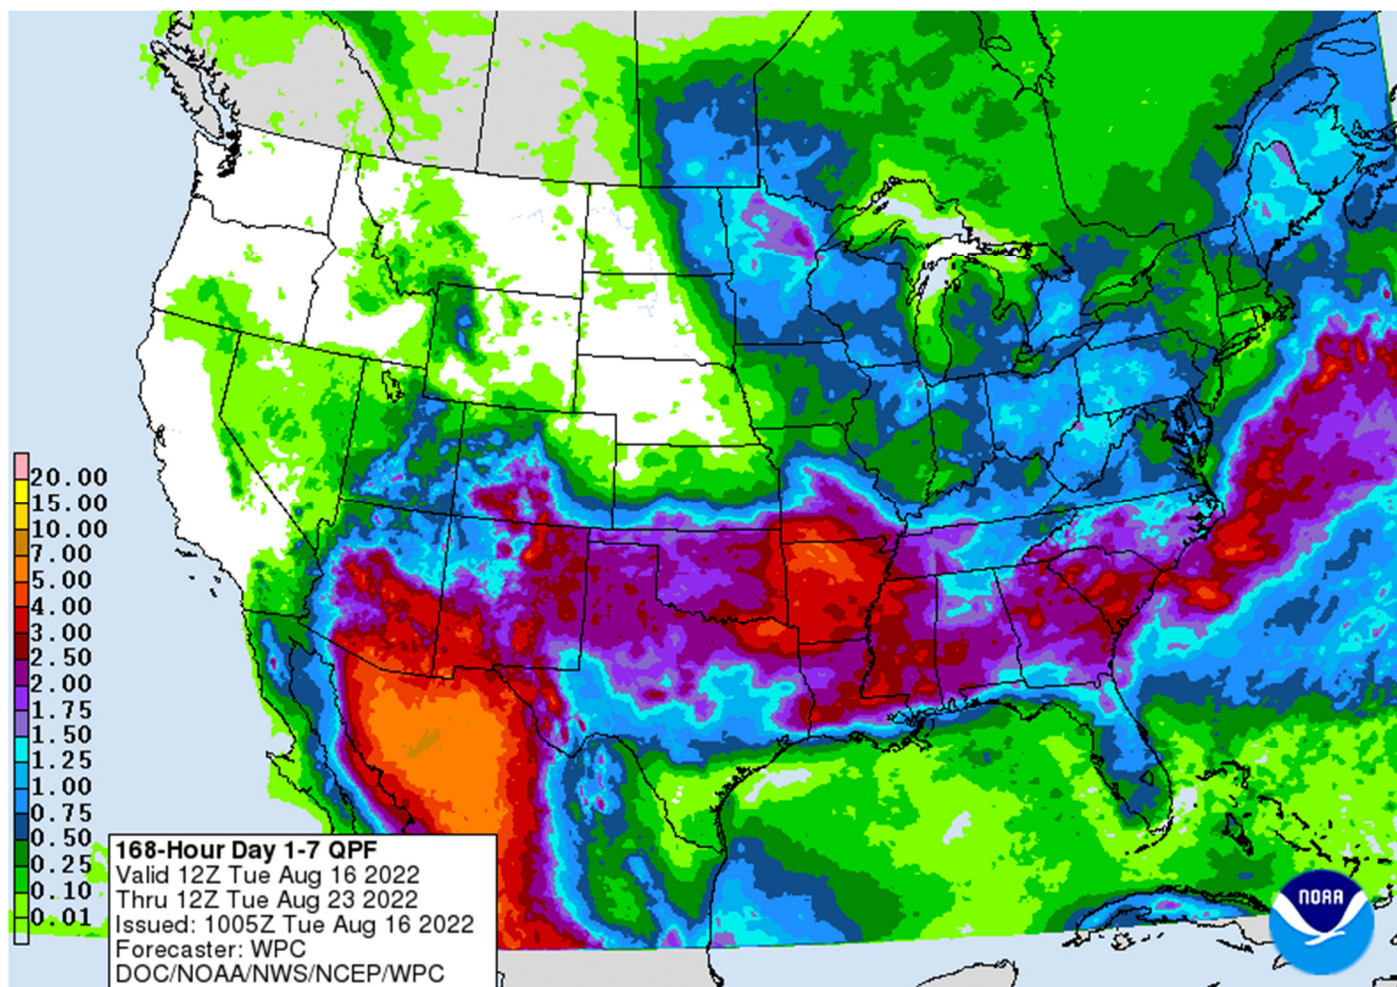 20.00
15.00
10.00
7.00
5.00
4.00
3.00
2.50
2.00
1.75
1.50
1.25
1.00
0.75
0.50
0.25
0.10
0.01
168-Hour Day 1-7 QPF
Valid 12Z Tue Aug 16 2022
Thru 12Z Tue Aug 23 2022
Issued: 1005Z Tue Aug 16 2022
Forecaster: WPC
DOC/NOAA/NWS/NCEP/WPC
NOAA